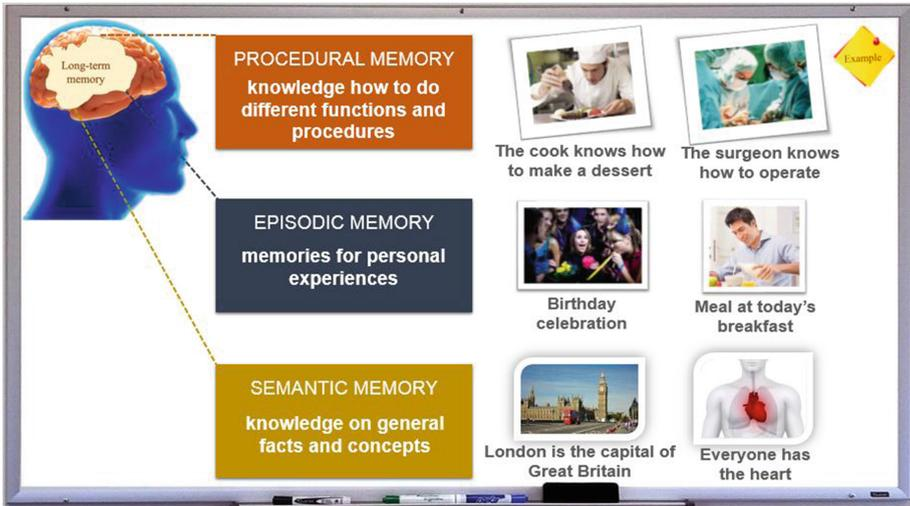 Long-term
memory
PROCEDURAL MEMORY
knowledge how to do
different functions and
procedures
The cook knows how
to make a dessert
The surgeon knows
how to operate
Example
EPISODIC MEMORY
memories for personal
experiences
Birthday
celebration
Meal at today's
breakfast
SEMANTIC MEMORY
knowledge on general
facts and concepts
London is the capital of
Great Britain
Everyone has
the heart